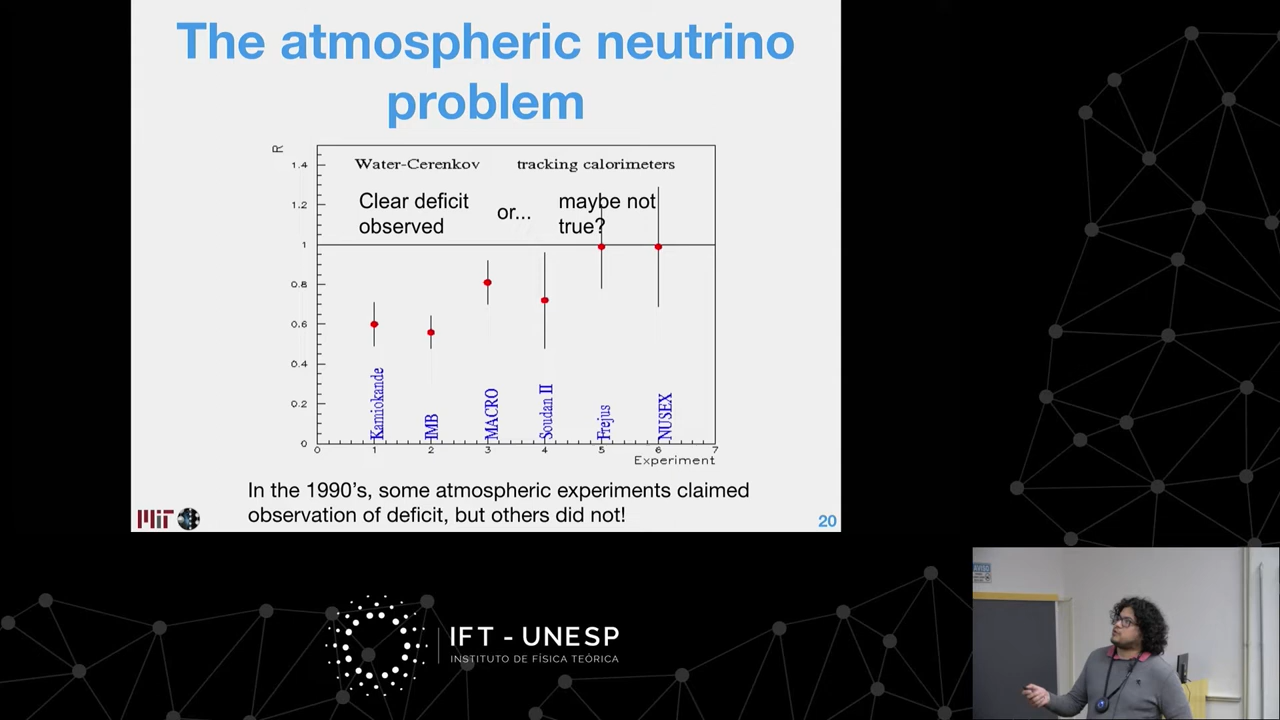 The atmospheric neutrino
problem
R
Water-Cerenkov
tracking calorimeters
Clear deficit
observed
or...
maybe not
true?
1.4
1.2
1
0.8
0.6
0.4
0.2
0
Kamiokande
IMB
MACRO
Soudan II
Frejus
NUSEX
0 1 2 3 4 5 6 7
Experiment
In the 1990's, some atmospheric experiments claimed
observation of deficit, but others did not!
MIT
20
AVISO
IFT - UNESP
INSTITUTO DE FÍSICA TEÓRICA